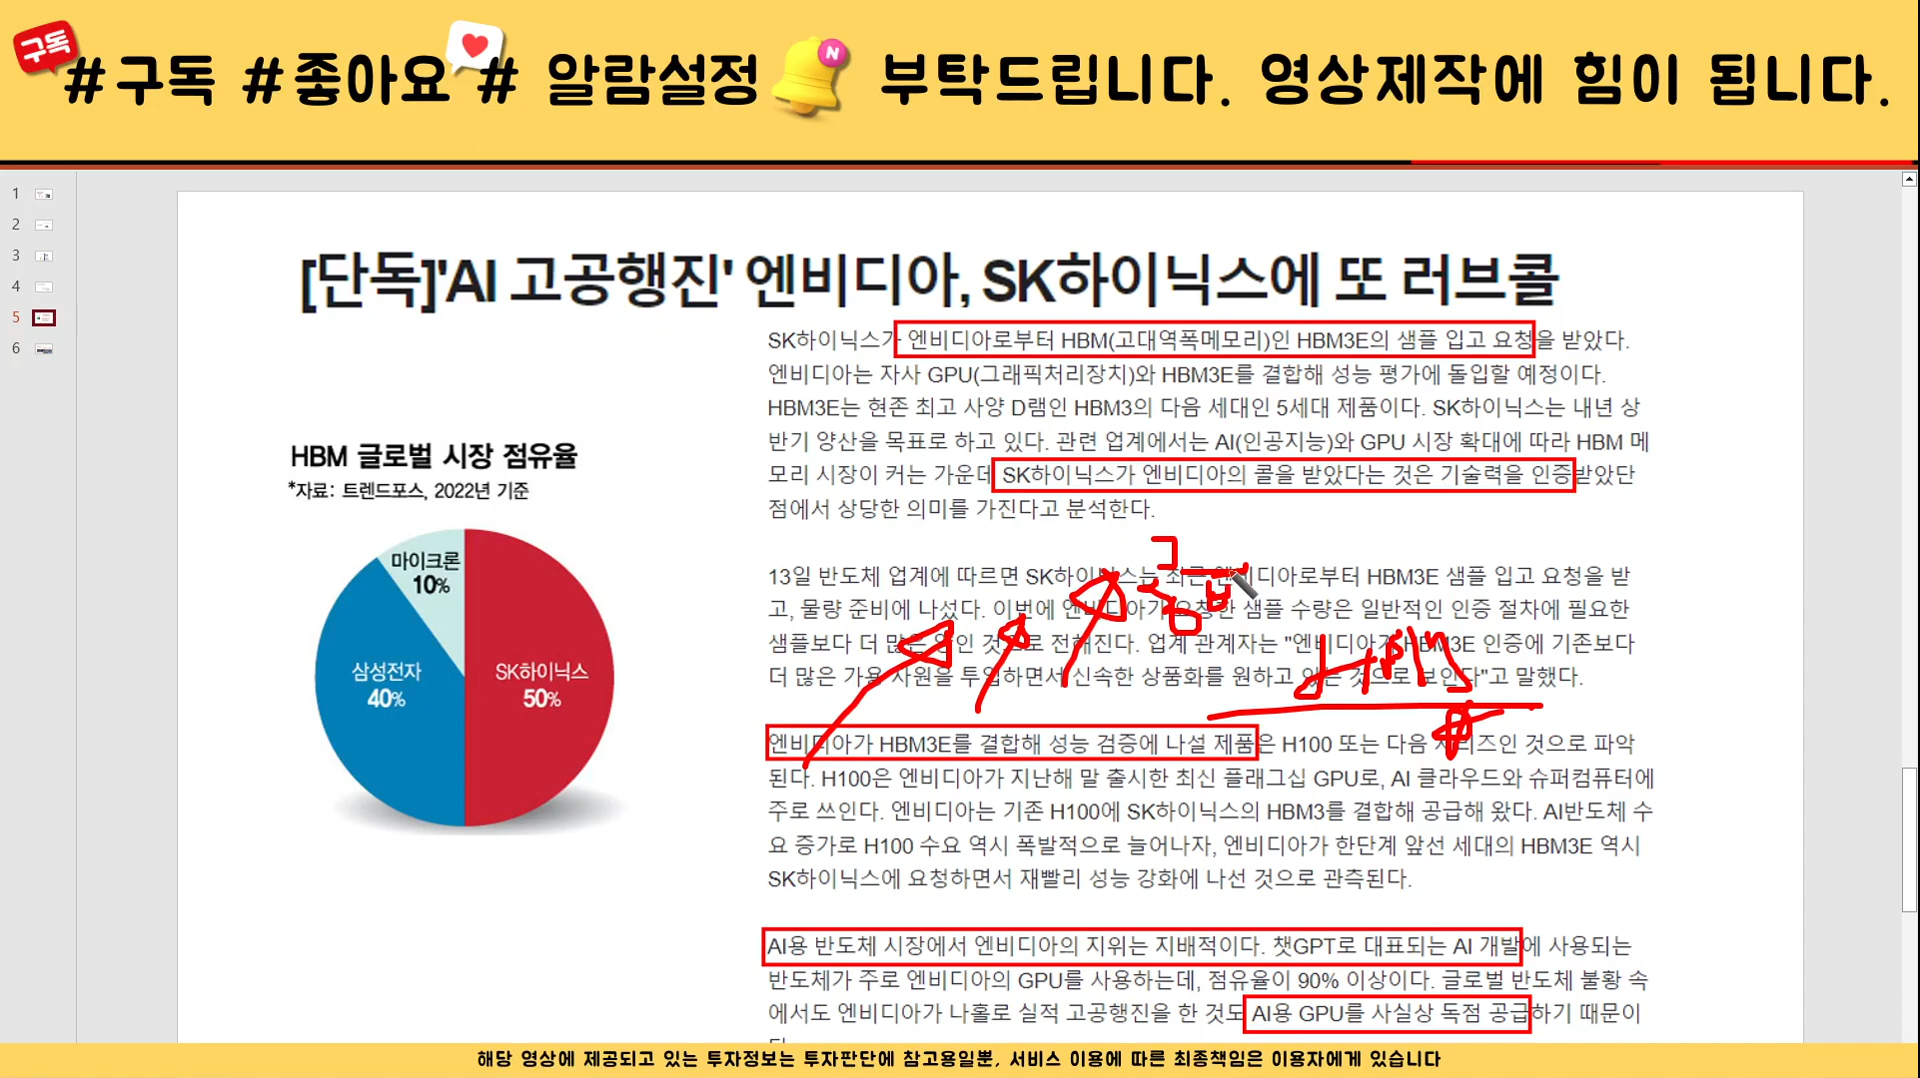 구독
#구독 #좋아요 # 알람설정 N 부탁드립니다. 영상제작에 힘이 됩니다.
1
2
3
4
5
6
[단독]'AI 고공행진' 엔비디아, SK하이닉스에 또 러브콜
HBM 글로벌 시장 점유율
*자료: 트렌드포스, 2022년 기준
마이크론
10%
삼성전자
40%
SK하이닉스
50%
SK하이닉스가 엔비디아로부터 HBM(고대역폭메모리)인 HBM3E의 샘플 입고 요청을 받았다.
엔비디아는 자사 GPU(그래픽처리장치)와 HBM3E를 결합해 성능 평가에 돌입할 예정이다.
HBM3E는 현존 최고 사양 D램인 HBM3의 다음 세대인 5세대 제품이다. SK하이닉스는 내년 상
반기 양산을 목표로 하고 있다. 관련 업계에서는 AI(인공지능)와 GPU 시장 확대에 따라 HBM 메
모리 시장이 커는 가운데 SK하이닉스가 엔비디아의 콜을 받았다는 것은 기술력을 인증받았단
점에서 상당한 의미를 가진다고 분석한다.
13일 반도체 업계에 따르면 SK하이닉스는 최근 엔비디아로부터 HBM3E 샘플 입고 요청을 받
고, 물량 준비에 나섰다. 이번에 엔비디아가 요청한 샘플 수량은 일반적인 인증 절차에 필요한
샘플보다 더 많은 양인 것으로 전해진다. 업계 관계자는 "엔비디아가 HBM3E 인증에 기존보다
더 많은 가용 자원을 투입하면서 신속한 상품화를 원하고 있는 것으로 보인다"고 말했다.
엔비디아가 HBM3E를 결합해 성능 검증에 나설 제품은 H100 또는 다음 시리즈인 것으로 파악
된다. H100은 엔비디아가 지난해 말 출시한 최신 플래그십 GPU로, AI 클라우드와 슈퍼컴퓨터에
주로 쓰인다. 엔비디아는 기존 H100에 SK하이닉스의 HBM3를 결합해 공급해 왔다. AI반도체 수
요 증가로 H100 수요 역시 폭발적으로 늘어나자, 엔비디아가 한단계 앞선 세대의 HBM3E 역시
SK하이닉스에 요청하면서 재빨리 성능 강화에 나선 것으로 관측된다.
AI용 반도체 시장에서 엔비디아의 지위는 지배적이다. 챗GPT로 대표되는 AI 개발에 사용되는
반도체가 주로 엔비디아의 GPU를 사용하는데, 점유율이 90% 이상이다. 글로벌 반도체 불황 속
에서도 엔비디아가 나홀로 실적 고공행진을 한 것도 AI용 GPU를 사실상 독점 공급하기 때문이
해당 영상에 제공되고 있는 투자정보는 투자판단에 참고용일뿐, 서비스 이용에 따른 최종책임은 이용자에게 있습니다